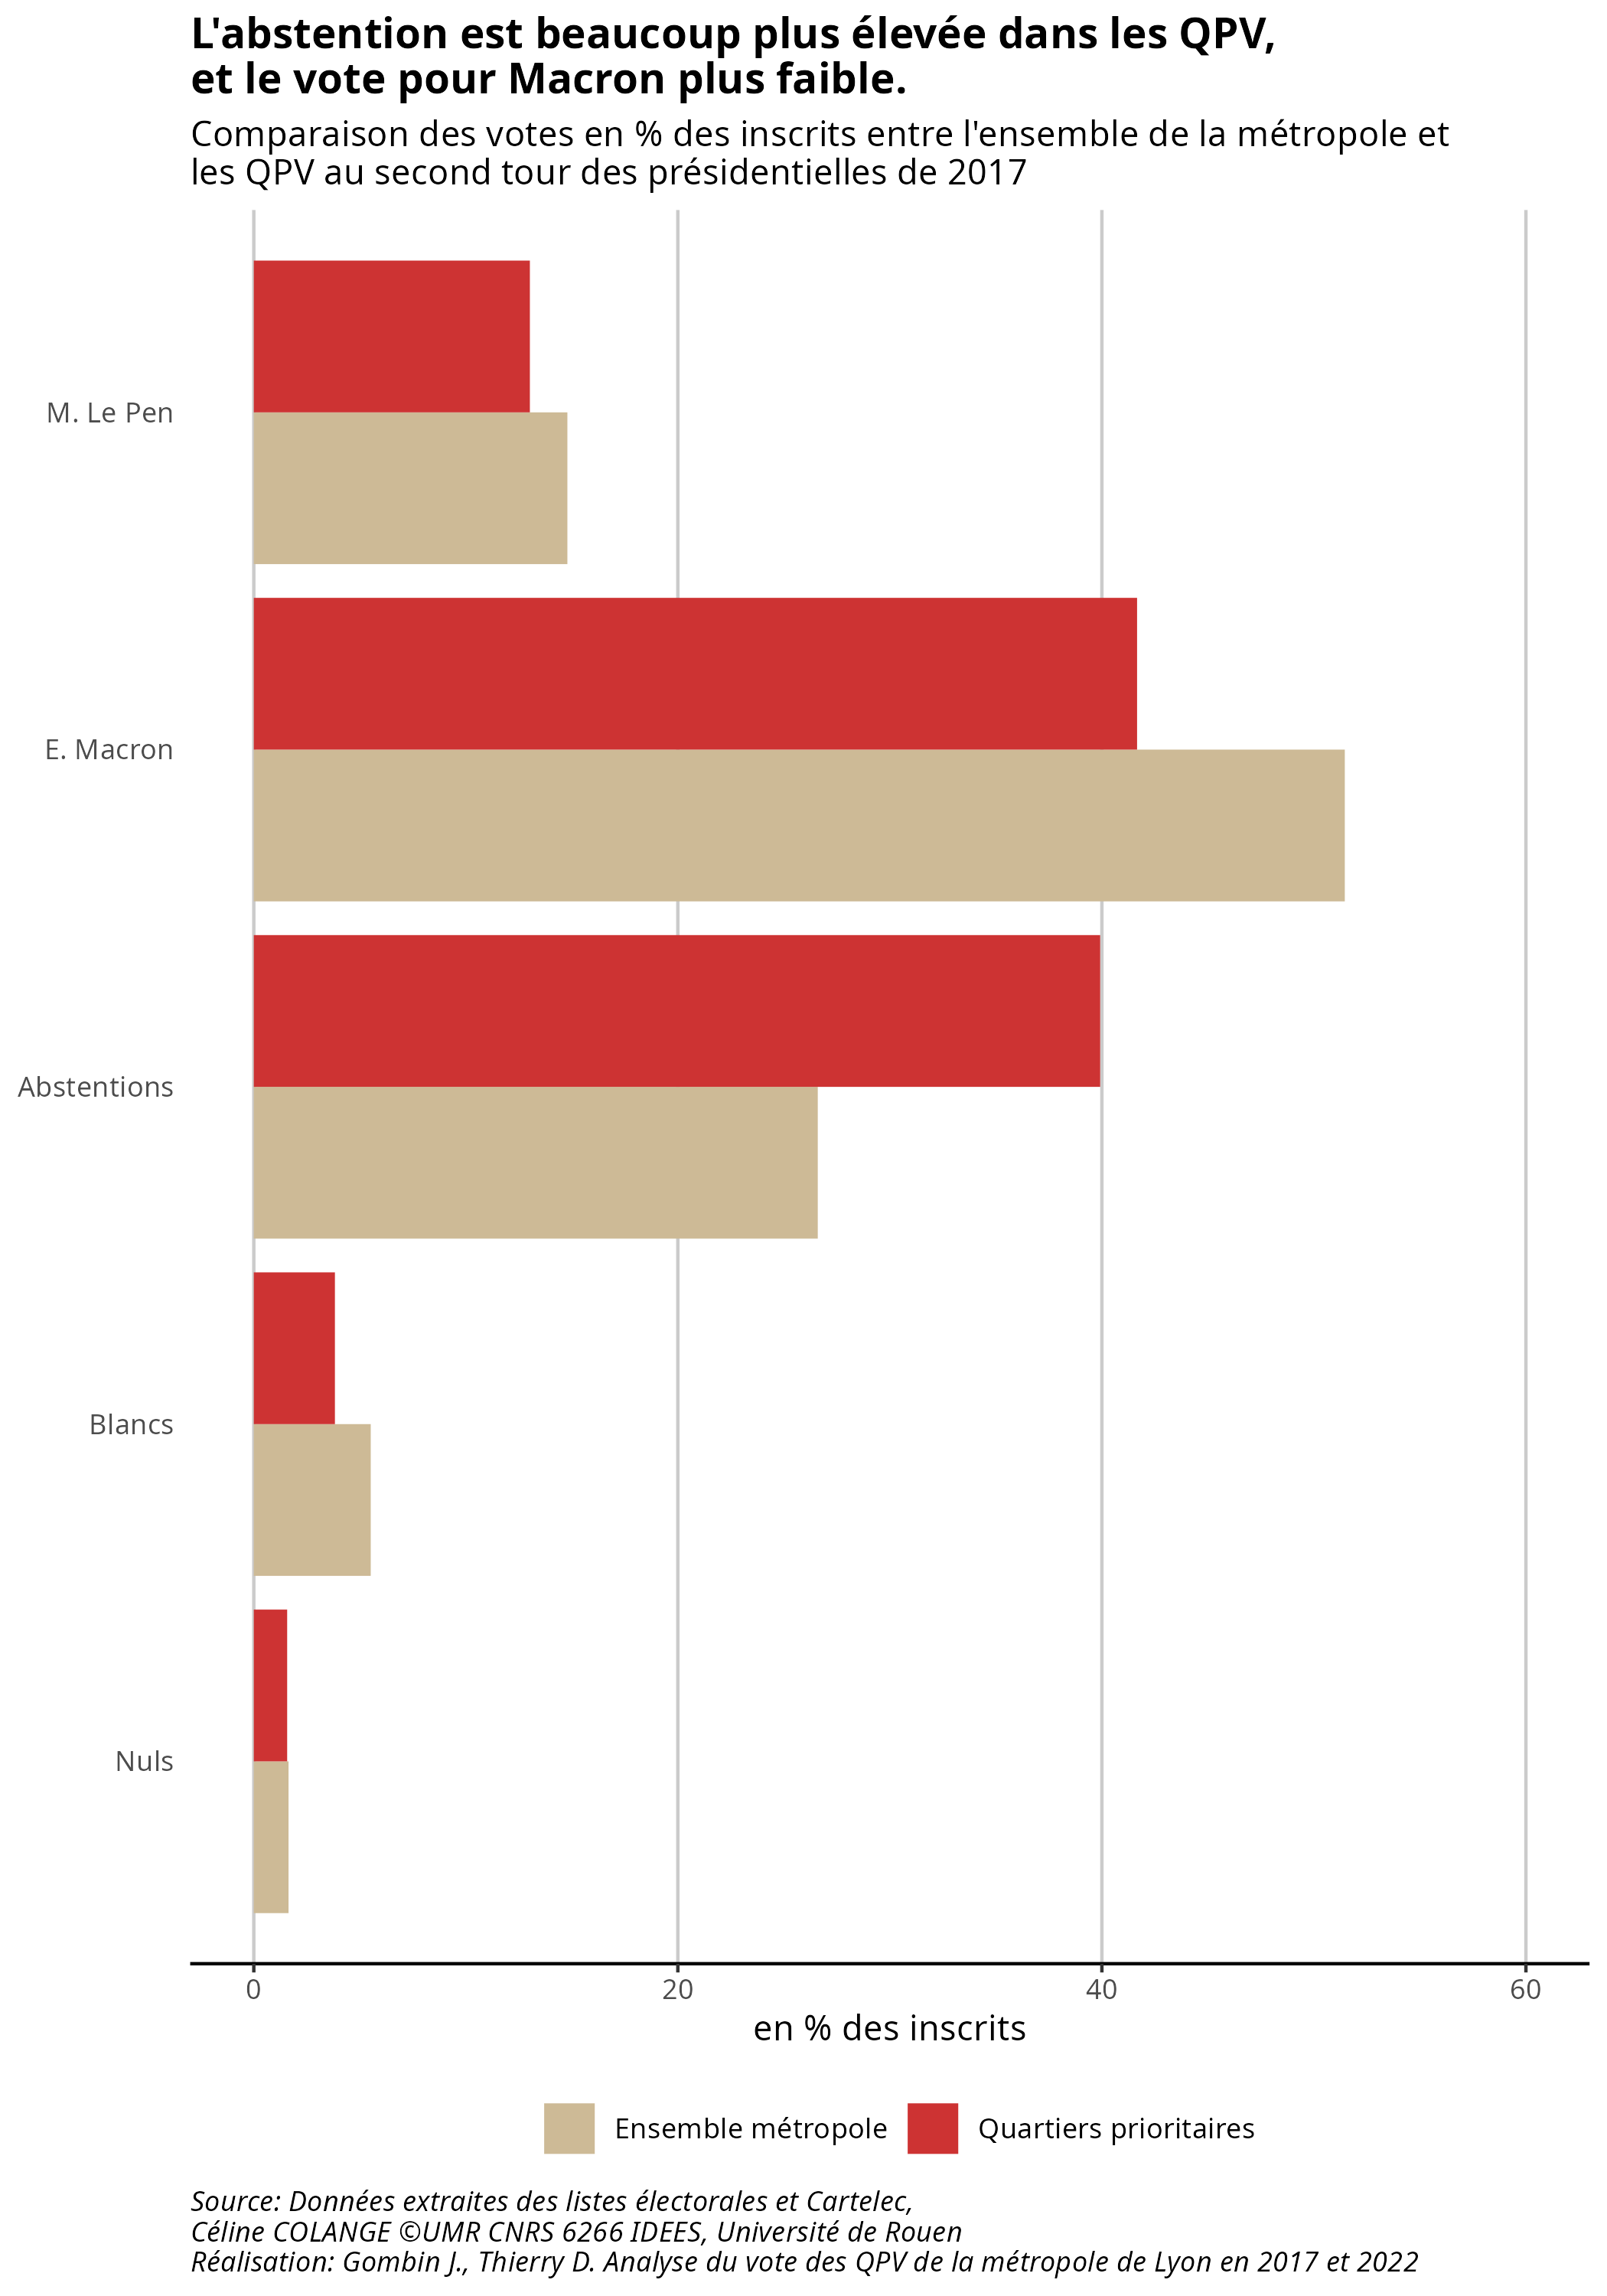 L'abstention est beaucoup plus élevée dans les QPV,
et le vote pour Macron plus faible.
Comparaison des votes en % des inscrits entre l'ensemble de la métropole et
les QPV au second tour des présidentielles de 2017
M. Le Pen
E. Macron
Abstentions
Blancs
Nuls
0 20 40 60
en % des inscrits
Ensemble métropole Quartiers prioritaires
Source: Données extraites des listes électorales et Cartelec,
Céline COLANGE ©UMR CNRS 6266 IDEES, Université de Rouen
Réalisation: Gombin J., Thierry D. Analyse du vote des QPV de la métropole de Lyon en 2017 et 2022